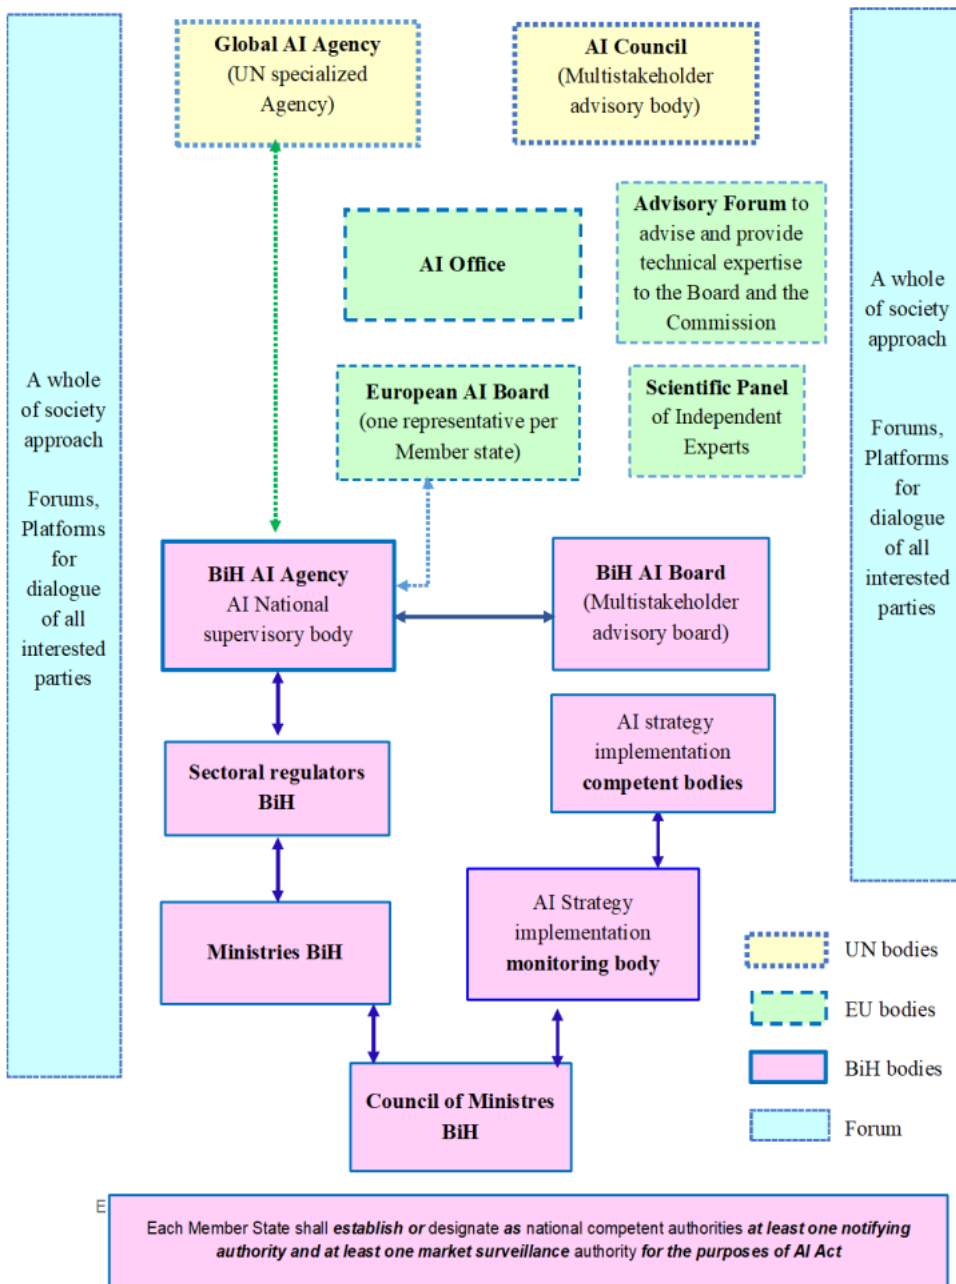 Global AI Agency
(UN specialized
Agency)
AI Council
(Multistakeholder
advisory body)
Advisory Forum to
advise and provide
technical expertise
to the Board and the
Commission
AI Office
A whole
of society
approach
Forums,
Platforms
for
dialogue
of all
interested
parties
A whole
of society
approach
Forums,
Platforms
for
dialogue
of all
interested
parties
European AI Board
(one representative per
Member state)
Scientific Panel
of Independent
Experts
BiH AI Agency
AI National
supervisory body
BiH AI Board
(Multistakeholder
advisory board)
Sectoral regulators
BiH
AI strategy
implementation
competent bodies
Ministries BiH
AI Strategy
implementation
monitoring body
Council of Ministres
BiH
UN bodies
EU bodies
BiH bodies
Forum
E
Each Member State shall establish or designate as national competent authorities at least one notifying
authority and at least one market surveillance authority for the purposes of AI Act